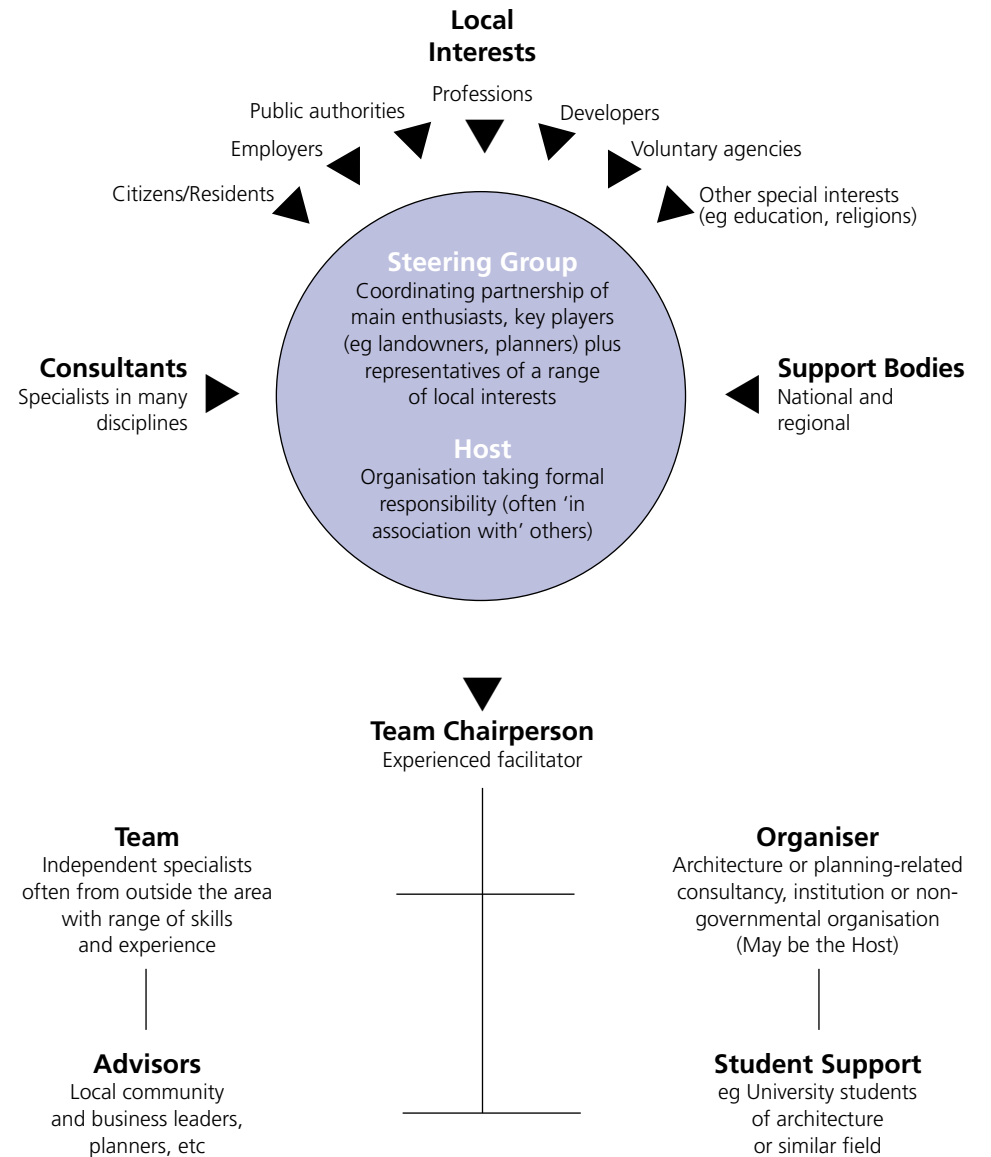 Local
Interests
Professions
Public authorities
Developers
Employers
Voluntary agencies
Citizens/Residents
Other special interests
(eg education, religions)
Steering Group
Coordinating partnership of
main enthusiasts, key players
(eg landowners, planners) plus
representatives of a range
of local interests
Host
Organisation taking formal
responsibility (often ‘in
association with’ others)
Consultants
Specialists in many
disciplines
Support Bodies
National and
regional
Team Chairperson
Experienced facilitator
Team
Independent specialists
often from outside the area
with range of skills
and experience
Organiser
Architecture or planning-related
consultancy, institution or non-
governmental organisation
(May be the Host)
Advisors
Local community
and business leaders,
planners, etc
Student Support
eg University students
of architecture
or similar field